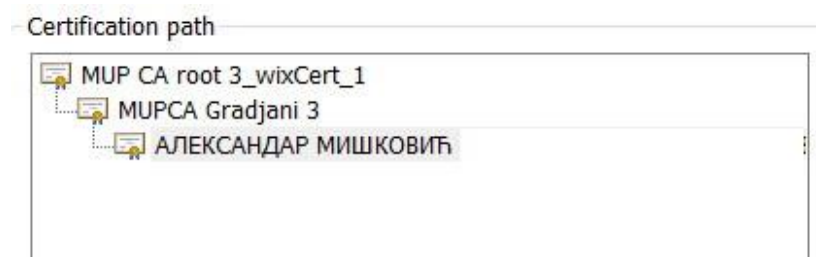 Certification path
MUP CA root 3_wixCert_1
MUPCA Gradjani 3
АЛЕКСАНДАР МИШКОВИЋ